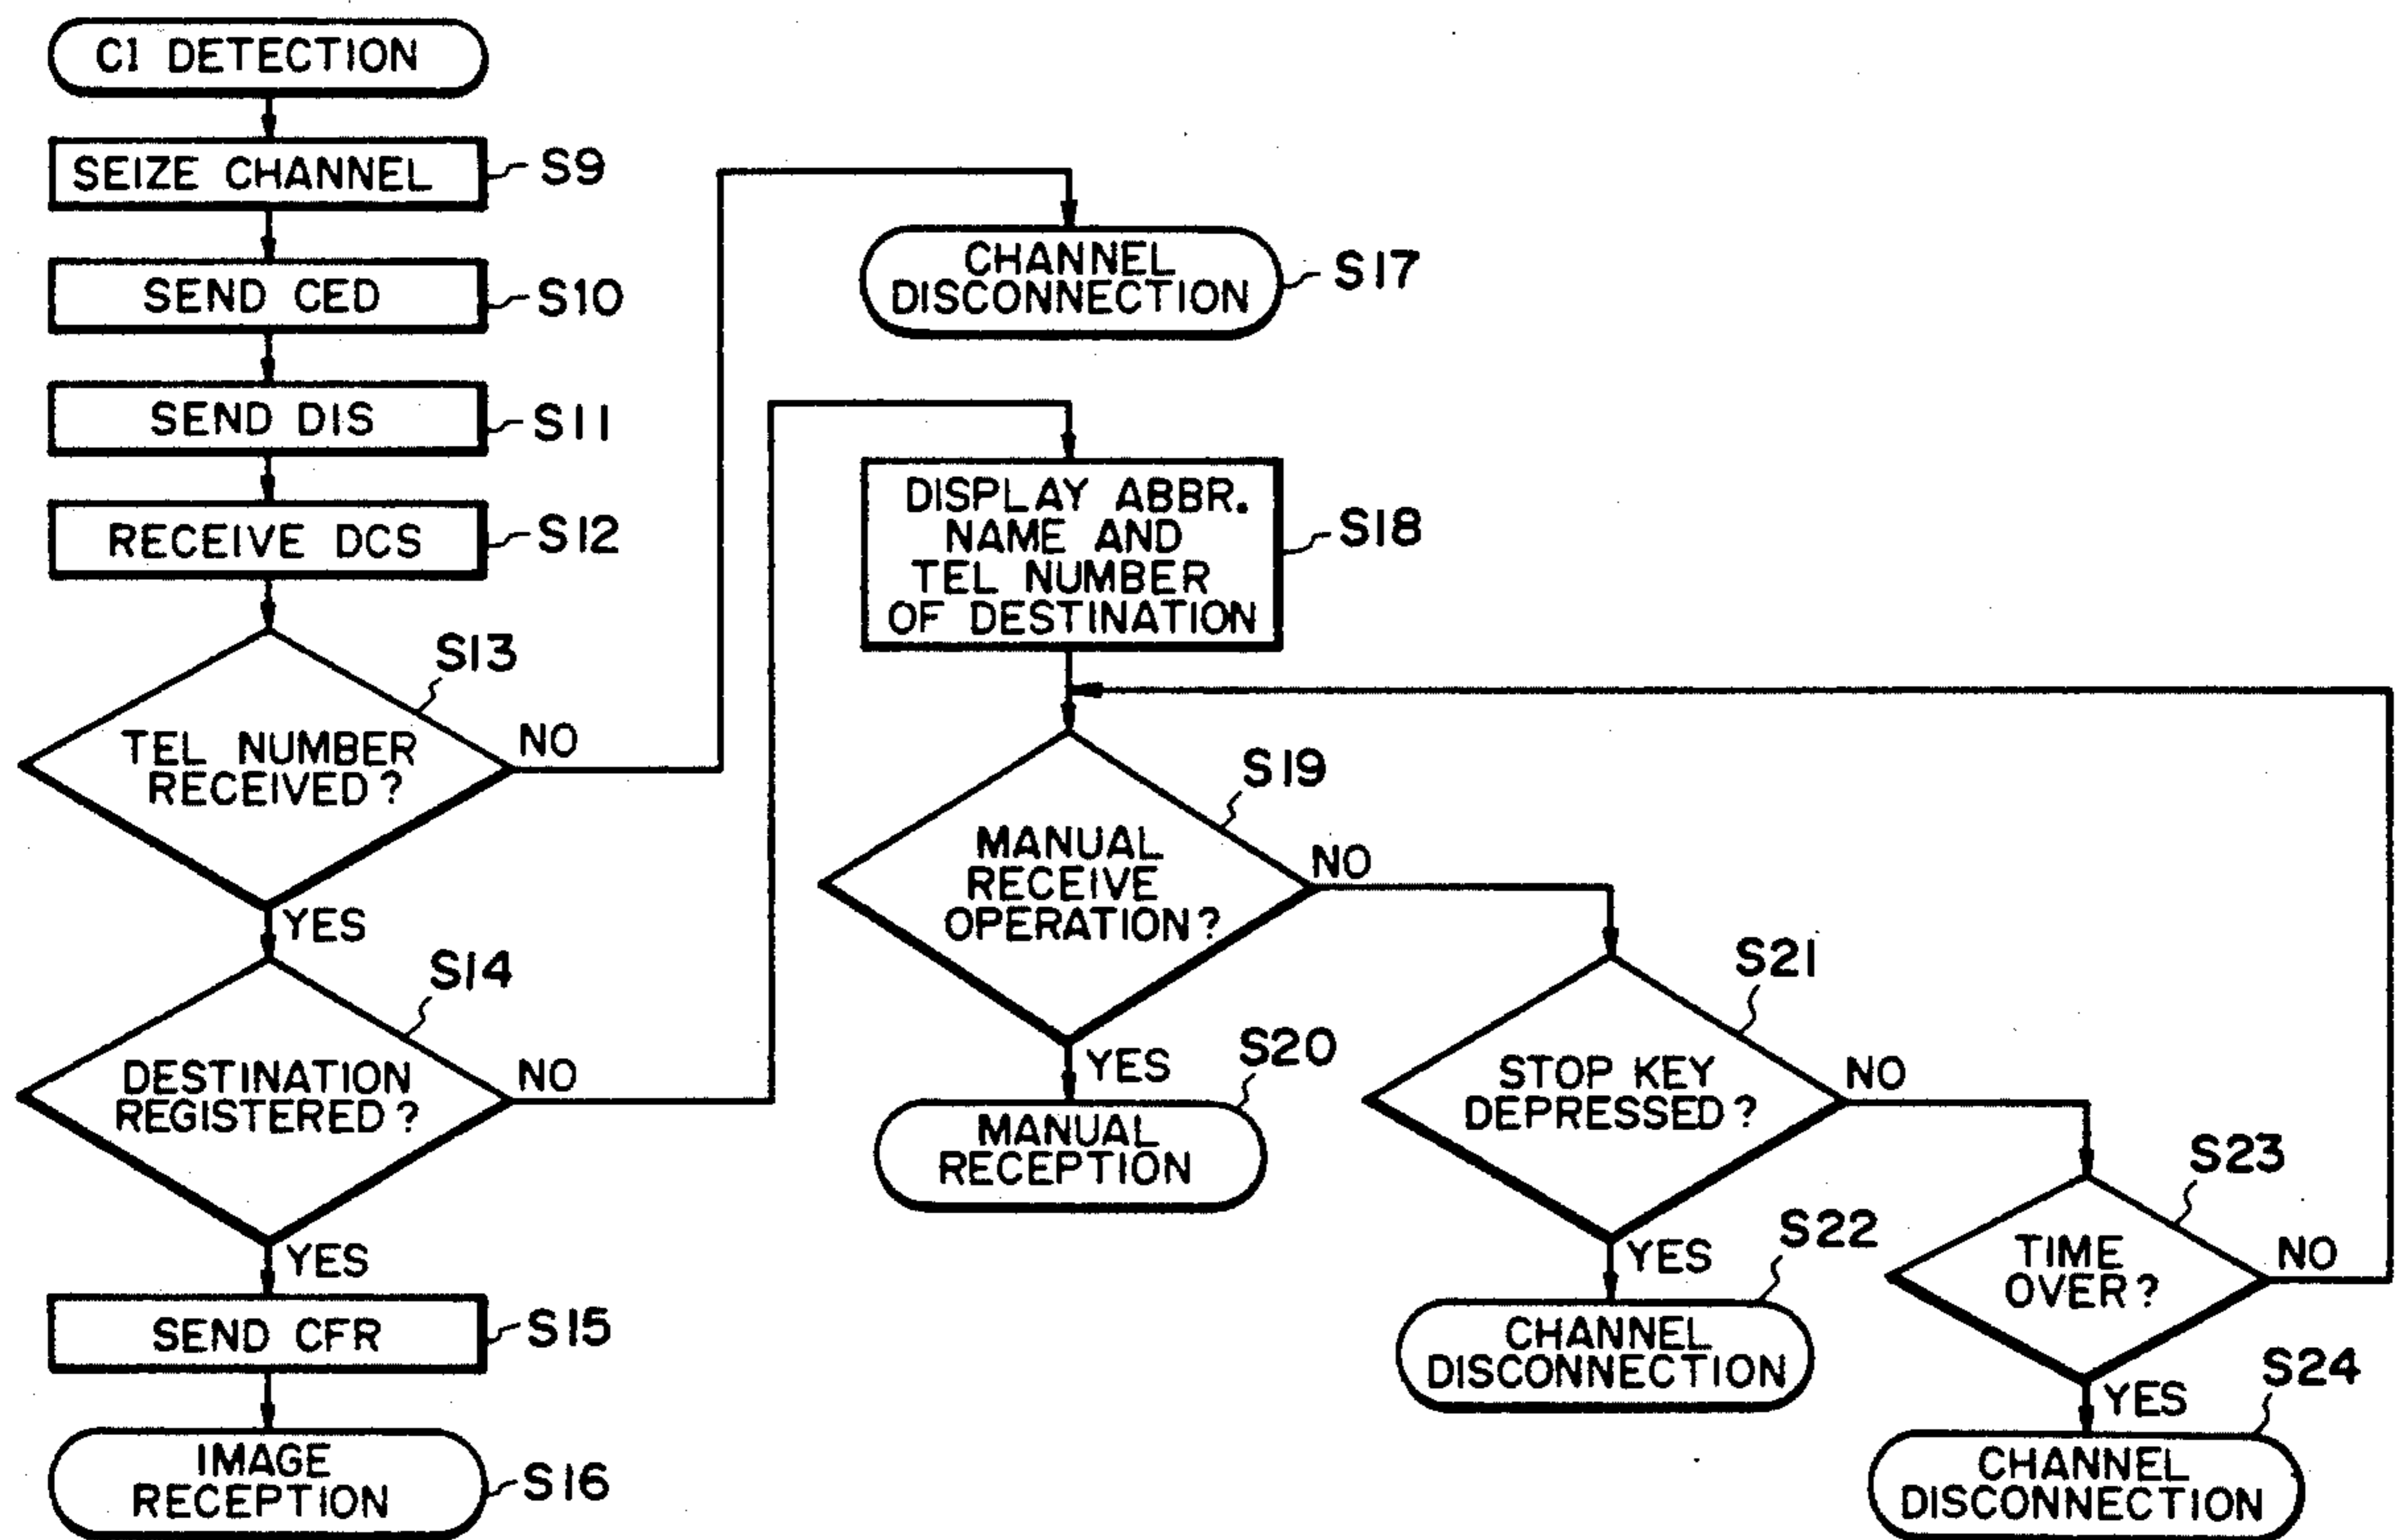 CI DETECTION
SEIZE CHANNEL
S9
SEND CED
S10
SEND DIS
S11
RECEIVE DCS
S12
S13
TEL NUMBER
RECEIVED?
NO
YES
S14
DESTINATION
REGISTERED?
NO
YES
SEND CFR
S15
IMAGE
RECEPTION
S16
CHANNEL
DISCONNECTION
S17
DISPLAY ABBR.
NAME AND
TEL NUMBER
OF DESTINATION
S18
S19
MANUAL
RECEIVE
OPERATION?
NO
YES
S20
MANUAL
RECEPTION
S21
STOP KEY
DEPRESSED?
NO
YES
S22
CHANNEL
DISCONNECTION
S23
TIME
OVER?
NO
YES
S24
CHANNEL
DISCONNECTION